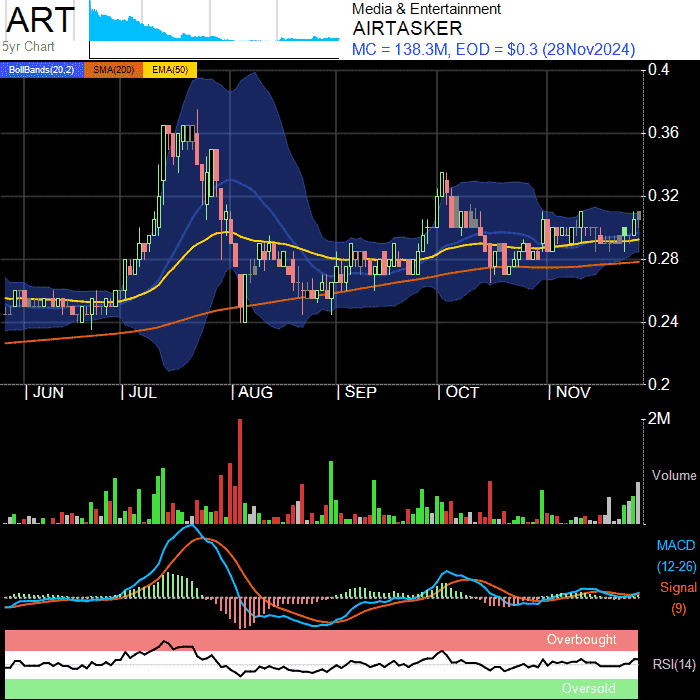 ART
5yr Chart
Media & Entertainment
AIRTASKER
MC = 138.3M, EOD = $0.3 (28Nov2024)
BollBands(20,2) SMA(200) EMA(50)
0.4
0.36
0.32
0.28
0.24
0.2
| JUN | JUL | AUG | SEP | OCT | NOV
2M
Volume
MACD
(12-26)
Signal
(9)
Overbought
RSI(14)
Oversold